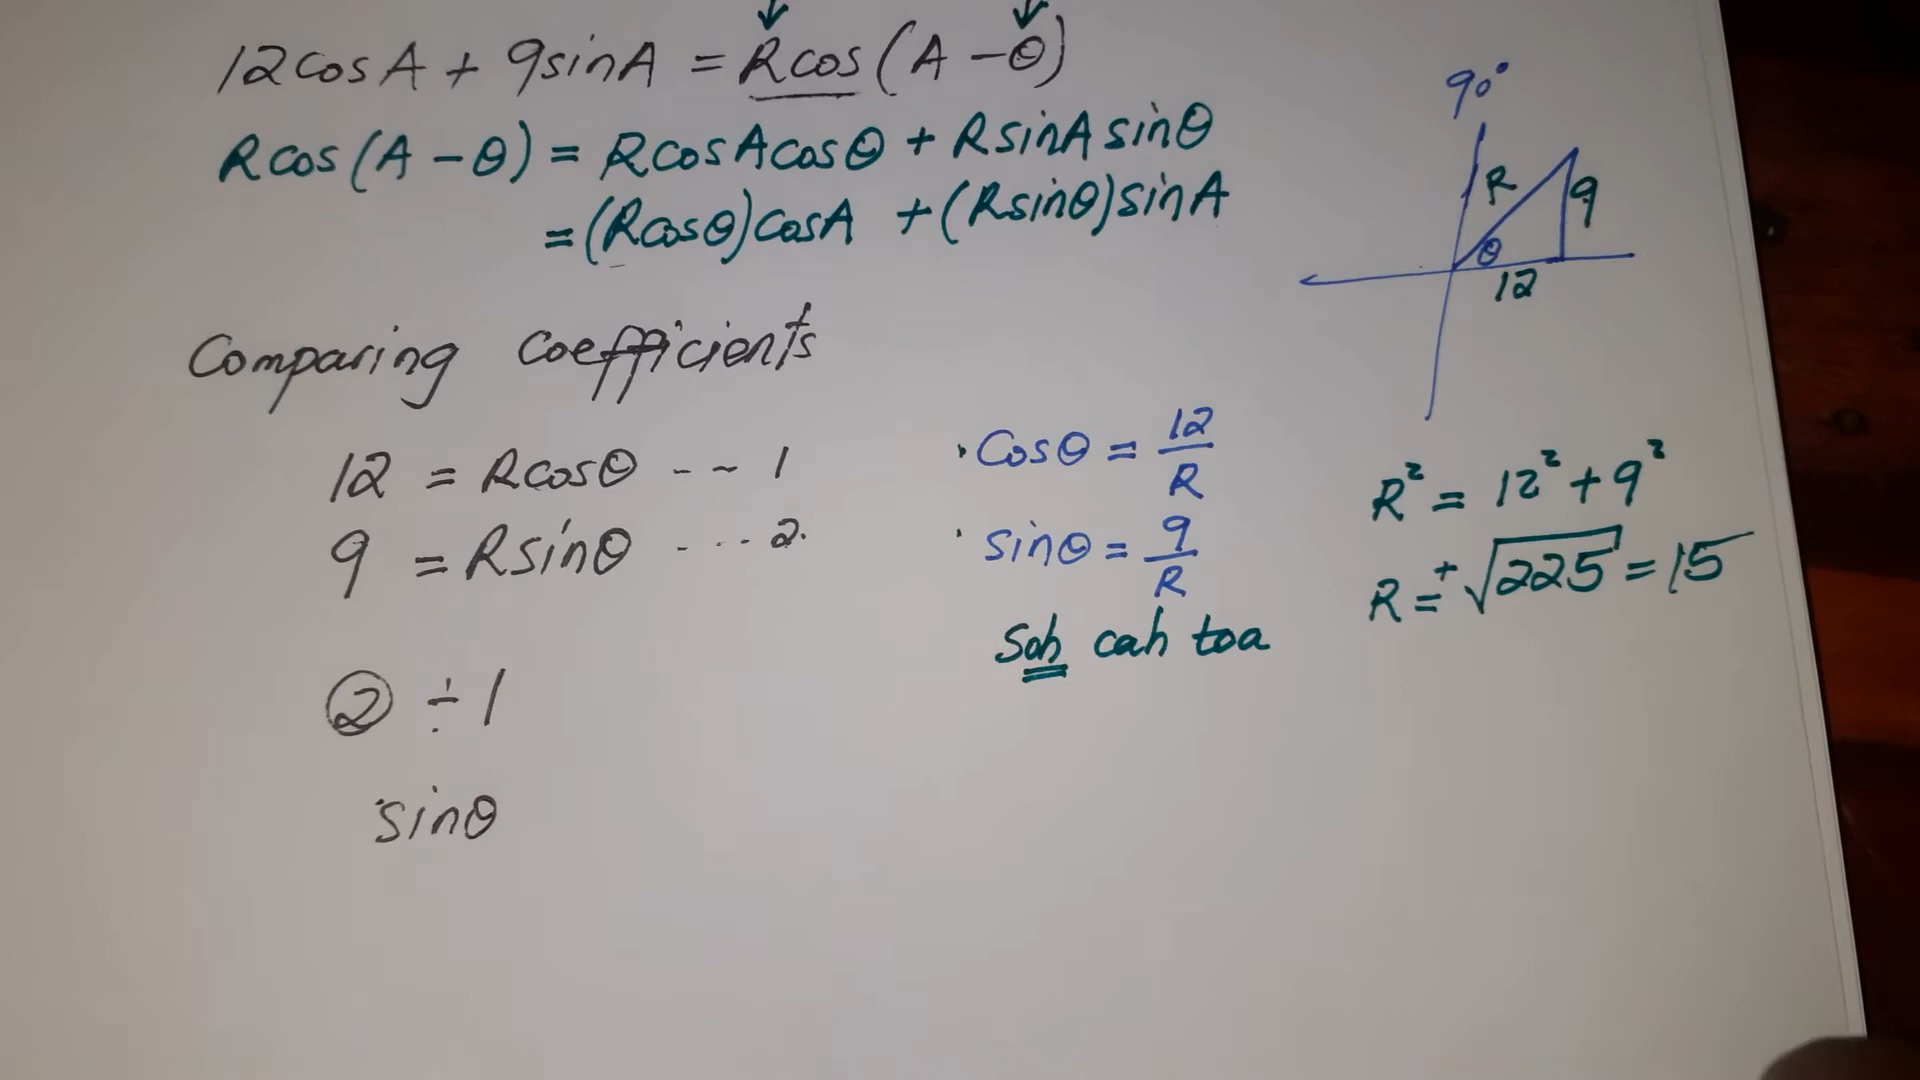 12cosA + 9sinA = Rcos(A - θ)
Rcos(A - θ) = RcosAcosθ + RsinAsinθ
= (Rcosθ)cosA + (Rsinθ)sinA
Comparing coefficients
12 = Rcosθ -- 1
9 = Rsinθ --- 2.
② ÷ 1
sinθ
Cosθ = 12/R
sinθ = 9/R
Soh cah toa
90°
R
9
θ
12
R² = 12² + 9²
R = +√225 = 15